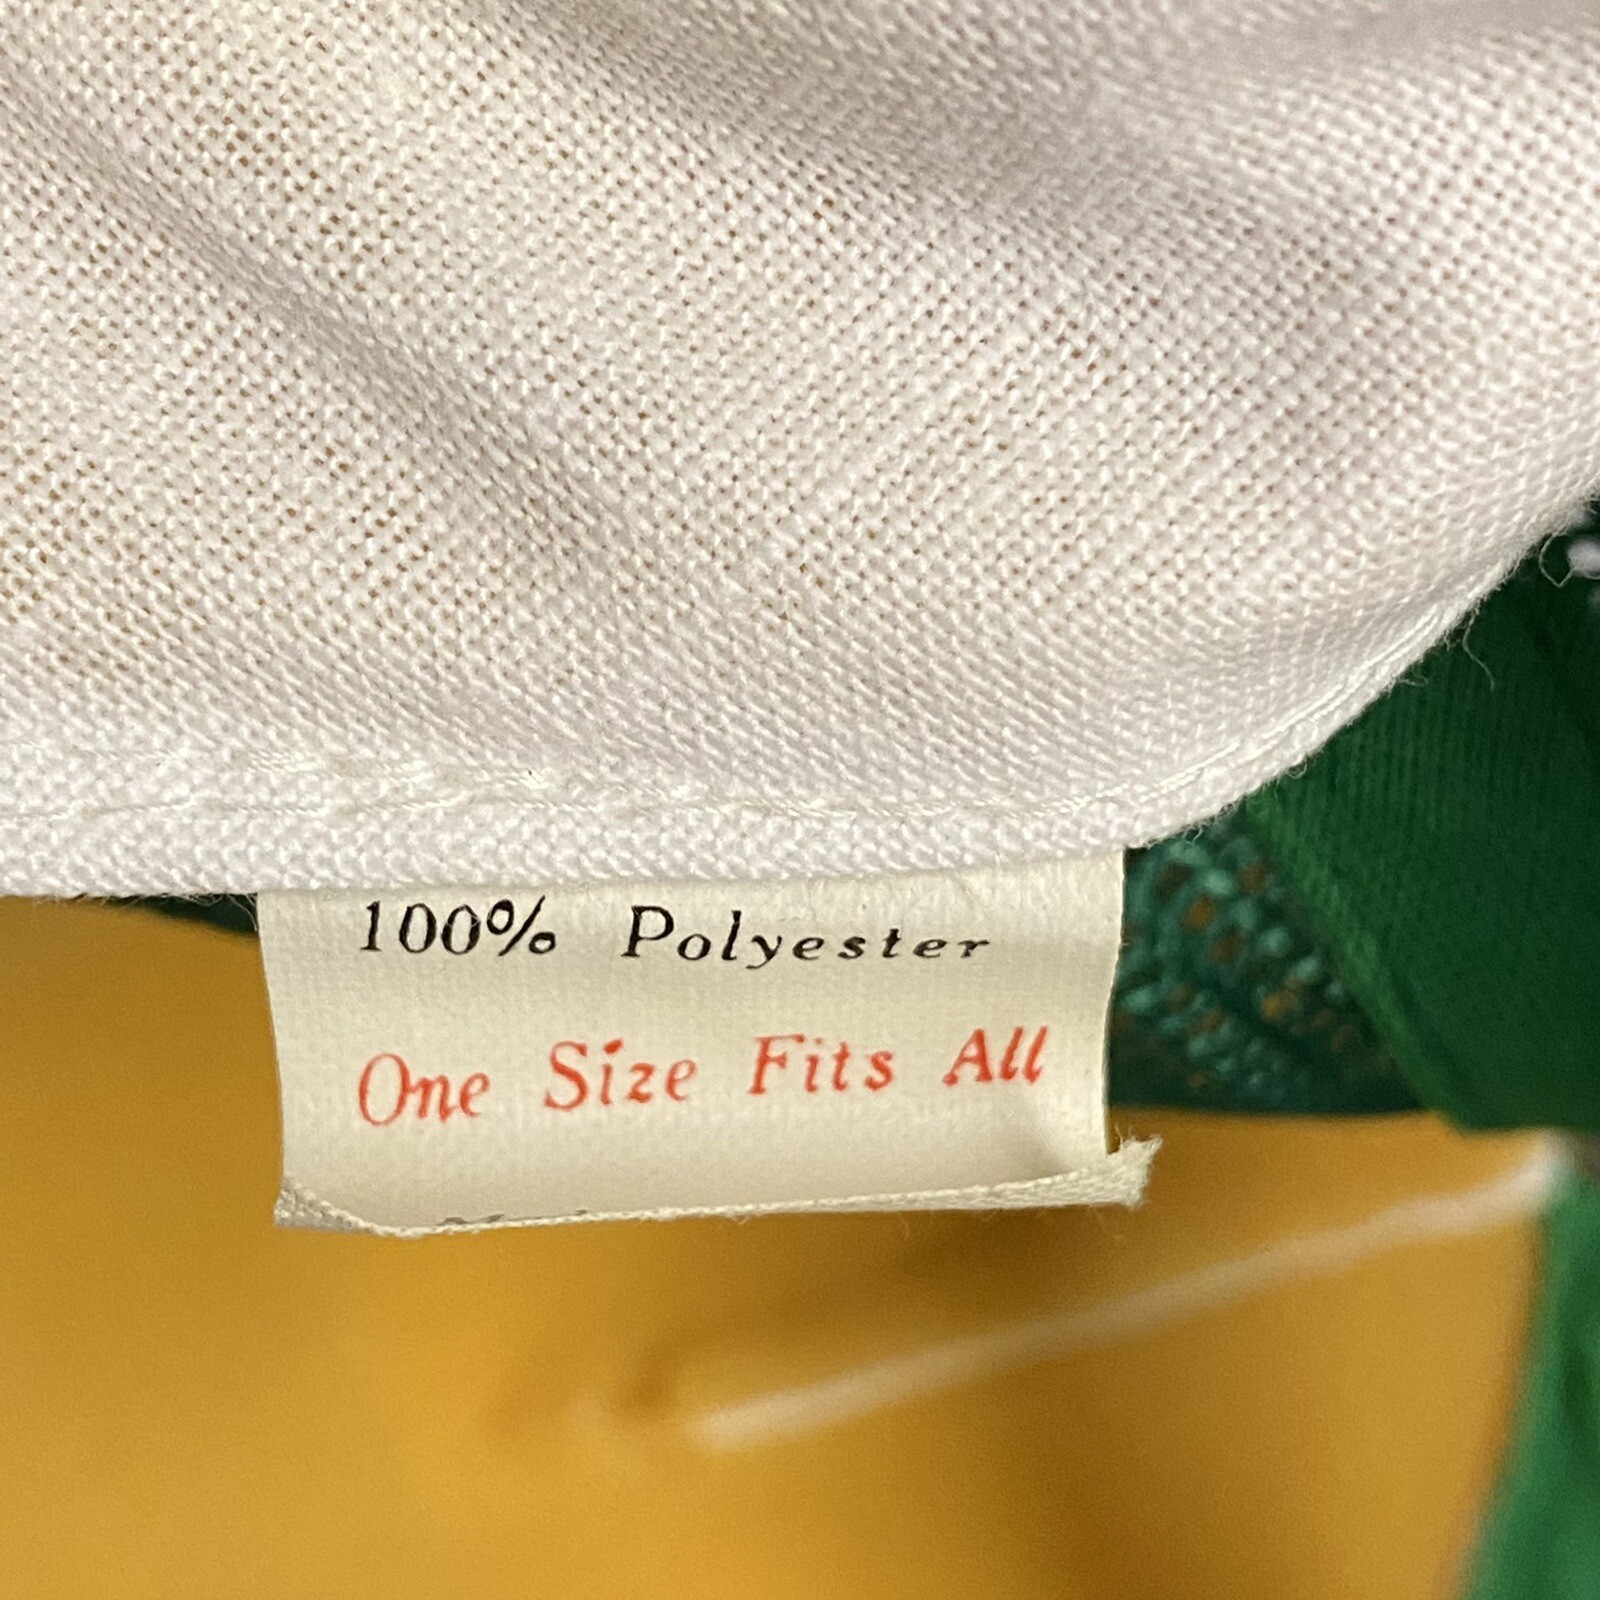 100% Polyester
One Size Fits All